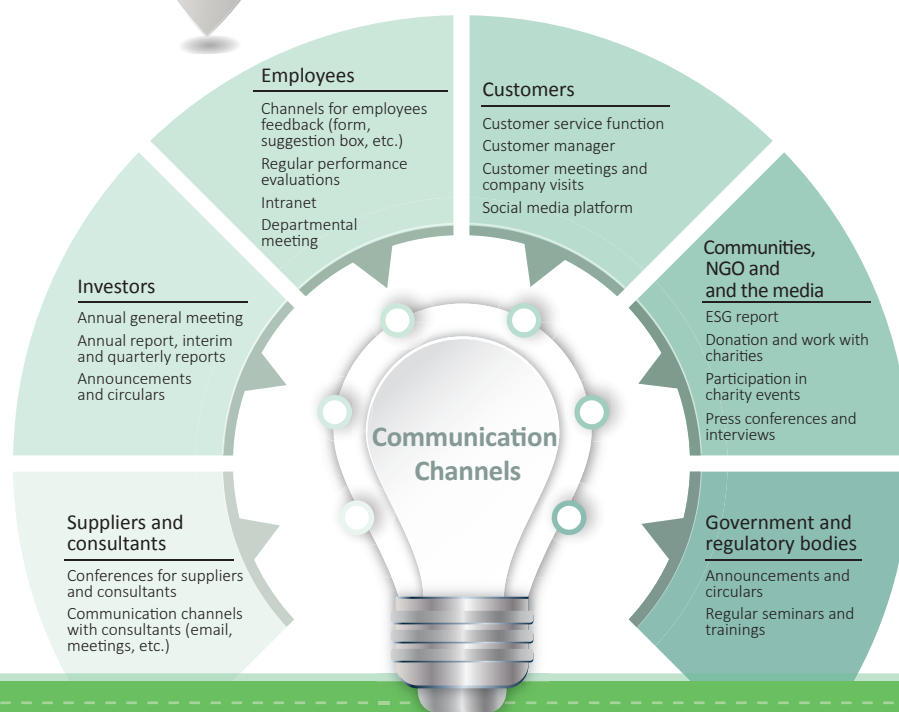 Employees
Channels for employees
feedback (form,
suggestion box, etc.)
Regular performance
evaluations
Intranet
Departmental
meeting
Customers
Customer service function
Customer manager
Customer meetings and
company visits
Social media platform
Investors
Annual general meeting
Annual report, interim
and quarterly reports
Announcements
and circulars
Communities,
NGO and
and the media
ESG report
Donation and work with
charities
Participation in
charity events
Press conferences and
interviews
Communication
Channels
Suppliers and
consultants
Conferences for suppliers
and consultants
Communication channels
with consultants (email,
meetings, etc.)
Government and
regulatory bodies
Announcements and
circulars
Regular seminars and
trainings